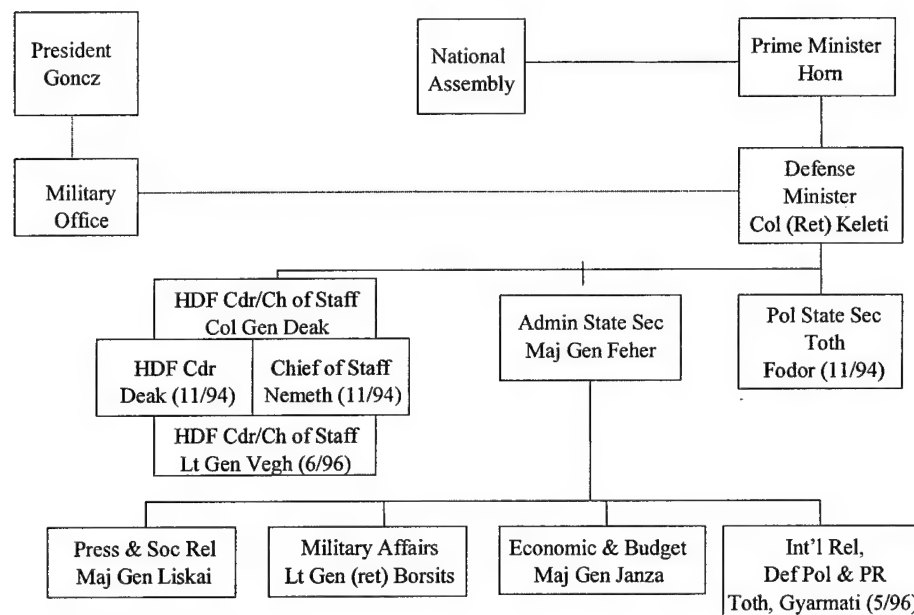 President
Goncz
National
Assembly
Prime Minister
Horn
Military
Office
Defense
Minister
Col (Ret) Keleti
HDF Cdr/Ch of Staff
Col Gen Deak
HDF Cdr
Deak (11/94)
Chief of Staff
Nemeth (11/94)
HDF Cdr/Ch of Staff
Lt Gen Vegh (6/96)
Admin State Sec
Maj Gen Feher
Pol State Sec
Toth
Fodor (11/94)
Press & Soc Rel
Maj Gen Liskai
Military Affairs
Lt Gen (ret) Borsits
Economic & Budget
Maj Gen Janza
Int'l Rel,
Def Pol & PR
Toth, Gyarmati (5/96)